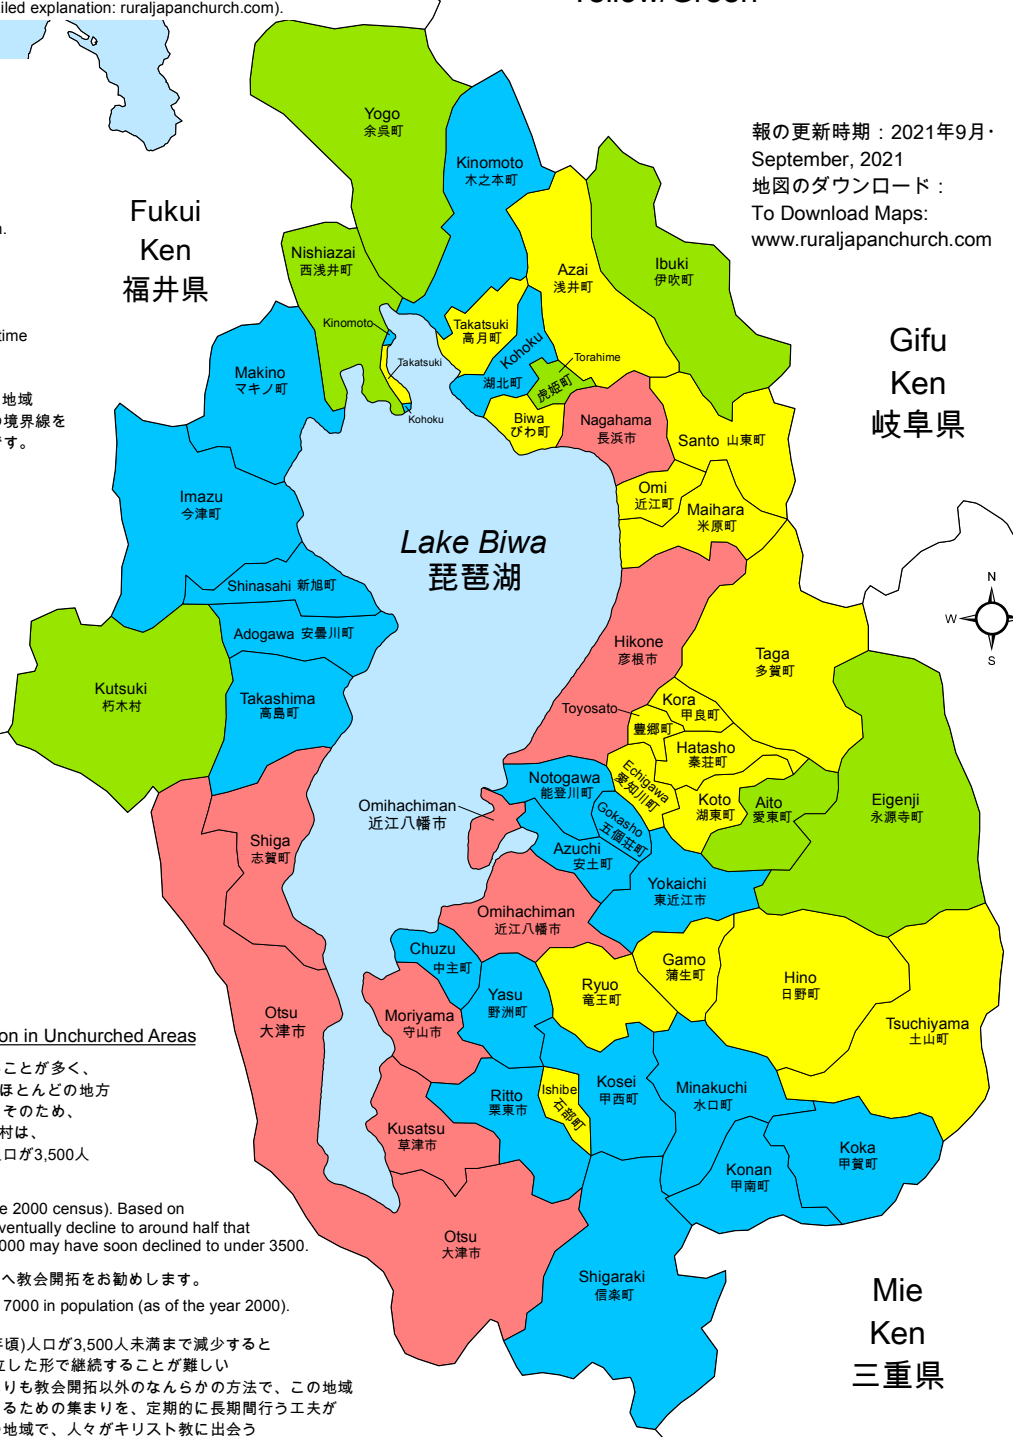 iled explanation: ruraljapanchurch.com).
報の更新時期：2021年9月・
September, 2021
地図のダウンロード：
To Download Maps:
www.ruraljapanchurch.com
Fukui
Ken
福井県
Gifu
Ken
岐阜県
Mie
Ken
三重県
time
地域
の境界線を
です。
N
W
S
Yogo
余呉町
Kinomoto
木之本町
Nishiazai
西浅井町
Azai
浅井町
Ibuki
伊吹町
Kinomoto
Takatsuki
高月町
Takatsuki
Kohoku
湖北町
Kohoku
Torahime
虎姫町
Biwa
びわ町
Nagahama
長浜市
Santo 山東町
Omi
近江町
Maihara
米原町
Makino
マキノ町
Imazu
今津町
Lake Biwa
琵琶湖
Shinasahi 新旭町
Adogawa 安曇川町
Kutsuki
朽木村
Takashima
高島町
Hikone
彦根市
Taga
多賀町
Toyosato
豊郷町
Kora
甲良町
Hatasho
秦荘町
Echigawa
愛知川町
Koto
湖東町
Aito
愛東町
Eigenji
永源寺町
Notogawa
能登川町
Gokasho
五個荘町
Omihachiman
近江八幡市
Azuchi
安土町
Shiga
志賀町
Yokaichi
東近江市
Omihachiman
近江八幡市
Chuzu
中主町
Gamo
蒲生町
Hino
日野町
Ryuo
竜王町
Yasu
野洲町
Otsu
大津市
Moriyama
守山市
Tsuchiyama
土山町
Ritto
栗東市
Ishibe
石部町
Kosei
甲西町
Minakuchi
水口町
Kusatsu
草津市
Konan
甲南町
Koka
甲賀町
Otsu
大津市
Shigaraki
信楽町
on in Unchurched Areas
ことが多く、
ほとんどの地方
そのため、
村は、
人口が3,500人
e 2000 census). Based on
ventually decline to around half that
000 may have soon declined to under 3500.
へ教会開拓をお勧めします。
7000 in population (as of the year 2000).
年頃)人口が3,500人未満まで減少すると
立した形で継続することが難しい
りも教会開拓以外のなんらかの方法で、この地域
るための集まりを、定期的に長期間行う工夫が
の地域で、人々がキリスト教に出会う